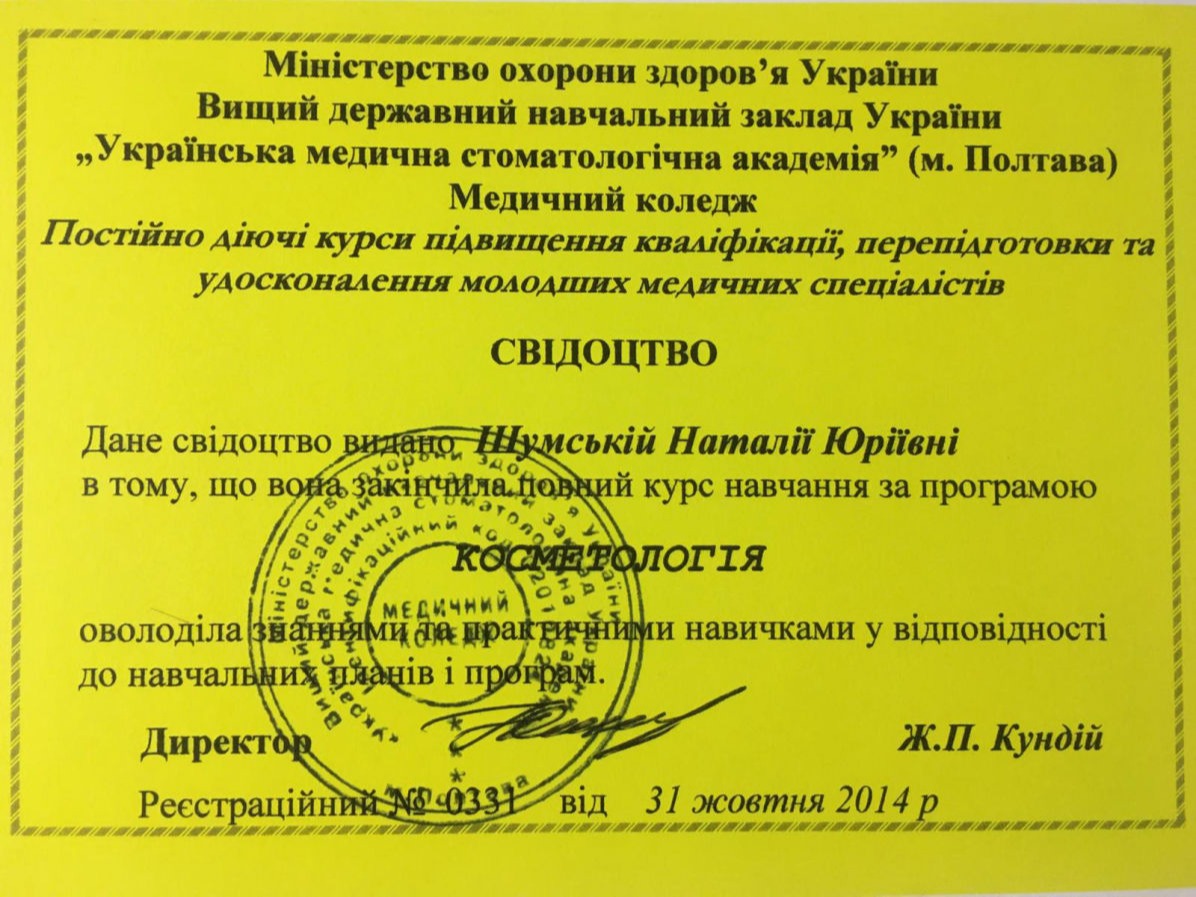 Міністерство охорони здоров’я України
Вищий державний навчальний заклад України
„Українська медична стоматологічна академія” (м. Полтава)
Медичний коледж
Постійно діючі курси підвищення кваліфікації, перепідготовки та
удосконалення молодших медичних спеціалістів
СВІДОЦТВО
Дане свідоцтво видано Шумській Наталії Юріївні
в тому, що вона закінчила повний курс навчання за програмою
КОСМЕТОЛОГІЯ
оволоділа знаннями та практичними навичками у відповідності
до навчальних планів і програм.
Директор Ж.П. Кундій
Реєстраційний № 0331 від 31 жовтня 2014 р
Міністерство охорони здоров'я України
Вищий державний навчальний заклад України
«Українська медична стоматологічна академія
Ідентифікаційний код
МЕДИЧНИЙ
КОЛЕДЖ
м. Полтава